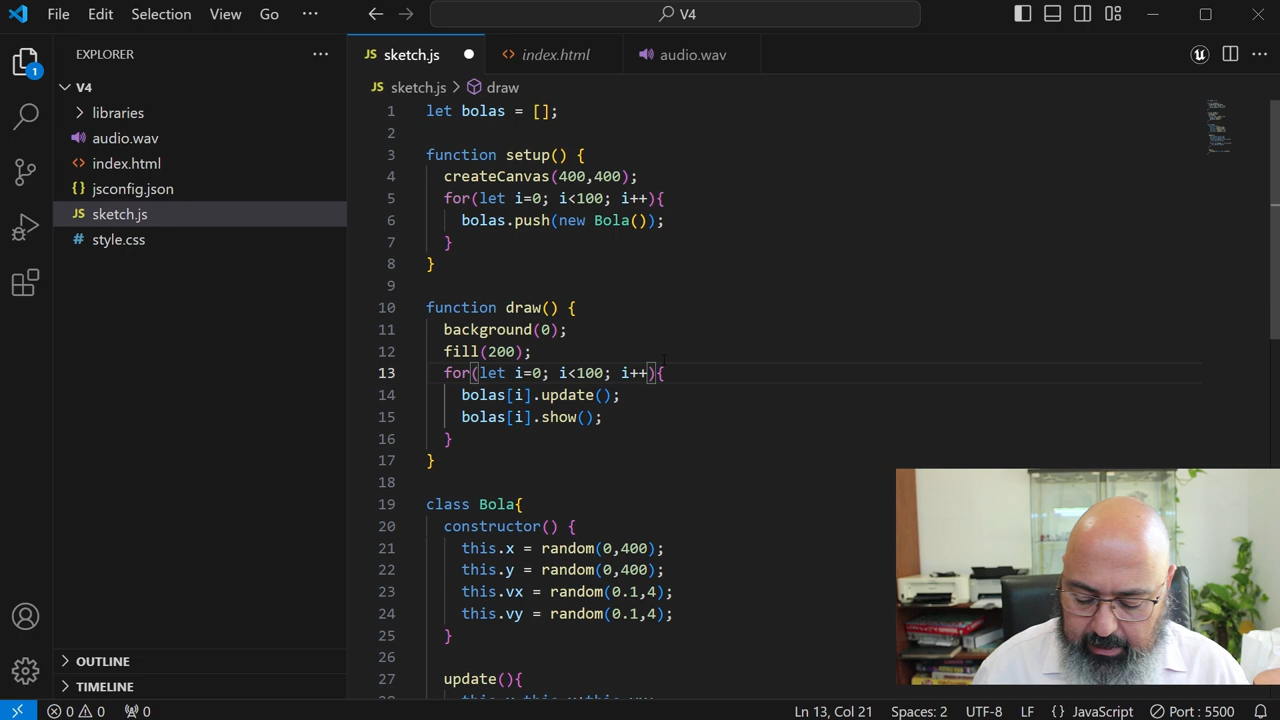 File Edit Selection View Go ··· V4
EXPLORER ···
sketch.js index.html audio.wav
V4
sketch.js > draw
libraries
audio.wav
index.html
jsconfig.json
sketch.js
style.css
1 let bolas = [];
2
3 function setup() {
4 createCanvas(400,400);
5 for(let i=0; i<100; i++){
6 bolas.push(new Bola());
7 }
8 }
9
10 function draw() {
11 background(0);
12 fill(200);
13 for(let i=0; i<100; i++){
14 bolas[i].update();
15 bolas[i].show();
16 }
17 }
18
19 class Bola{
20 constructor() {
21 this.x = random(0,400);
22 this.y = random(0,400);
23 this.vx = random(0.1,4);
24 this.vy = random(0.1,4);
25 }
26
27 update(){
OUTLINE
TIMELINE
1
0 0 0 Ln 13, Col 21 Spaces: 2 UTF-8 LF {} JavaScript Port : 5500